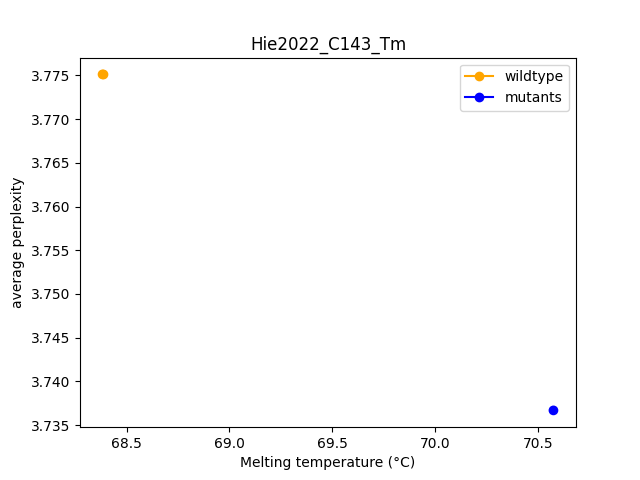 Hie2022_C143_Tm
3.775
3.770
3.765
3.760
3.755
3.750
3.745
3.740
3.735
average perplexity
wildtype
mutants
68.5
69.0
69.5
70.0
70.5
Melting temperature (°C)